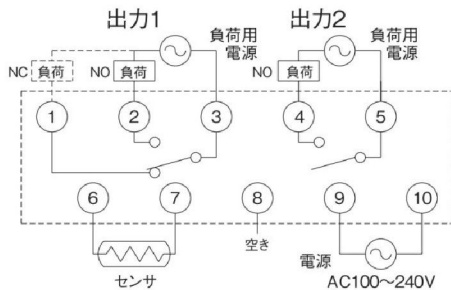 出力1
出力2
負荷用
電源
負荷用
電源
NC 負荷
NO 負荷
NO 負荷
1 2 3 4 5
6 7 8 9 10
空き
電源
センサ
AC100~240V